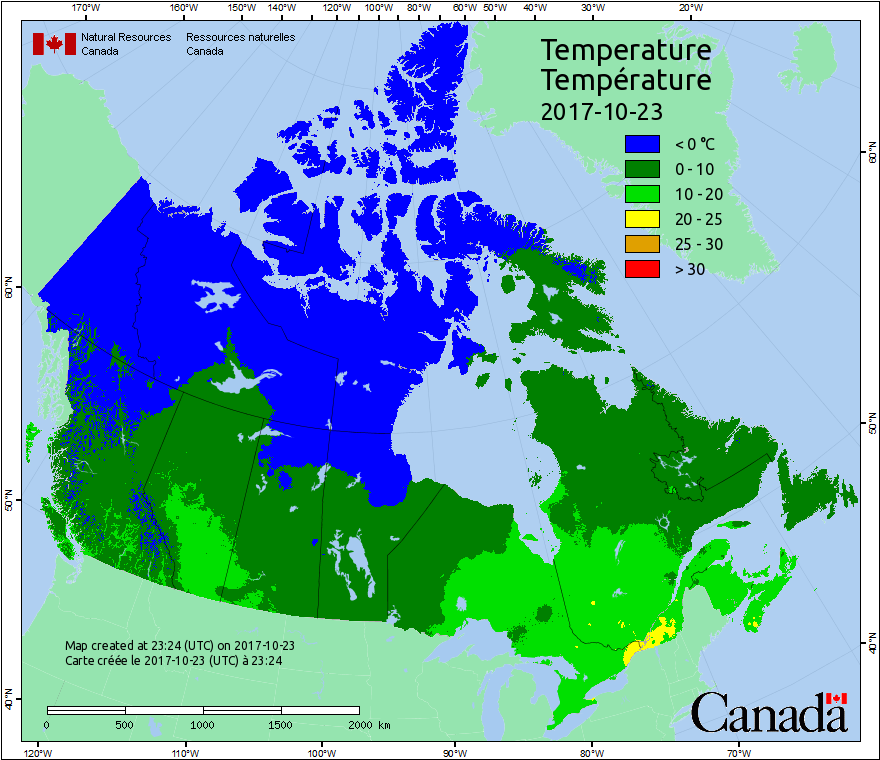 170°W 160°W 150°W 140°W 120°W 100°W 80°W 60°W 50°W 40°W 30°W 20°W
Natural Resources Ressources naturelles
Canada Canada
Temperature
Température
2017-10-23
< 0 °C
0 - 10
10 - 20
20 - 25
25 - 30
> 30
60°N
60°N
50°N
50°N
40°N
40°N
Map created at 23:24 (UTC) on 2017-10-23
Carte créée le 2017-10-23 (UTC) à 23:24
0 500 1000 1500 2000 km
Canada
120°W 110°W 100°W 90°W 80°W 70°W